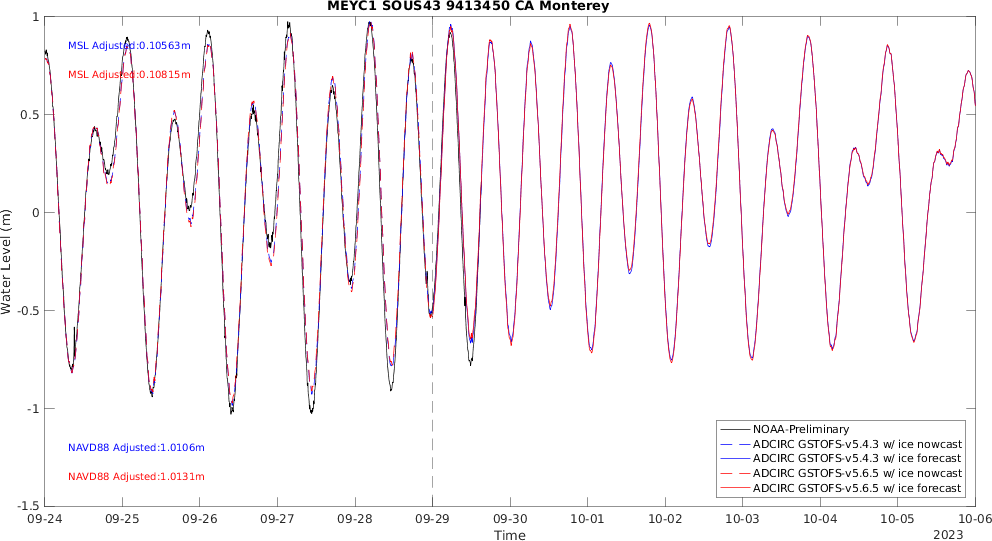 MEYC1 SOUS43 9413450 CA Monterey
1
0.5
0
-0.5
-1
-1.5
Water Level (m)
MSL Adjusted:0.10563m
MSL Adjusted:0.10815m
NAVD88 Adjusted:1.0106m
NAVD88 Adjusted:1.0131m
NOAA-Preliminary
ADCIRC GSTOFS-v5.4.3 w/ ice nowcast
ADCIRC GSTOFS-v5.4.3 w/ ice forecast
ADCIRC GSTOFS-v5.6.5 w/ ice nowcast
ADCIRC GSTOFS-v5.6.5 w/ ice forecast
09-24 09-25 09-26 09-27 09-28 09-29 09-30 10-01 10-02 10-03 10-04 10-05 10-06
Time
2023